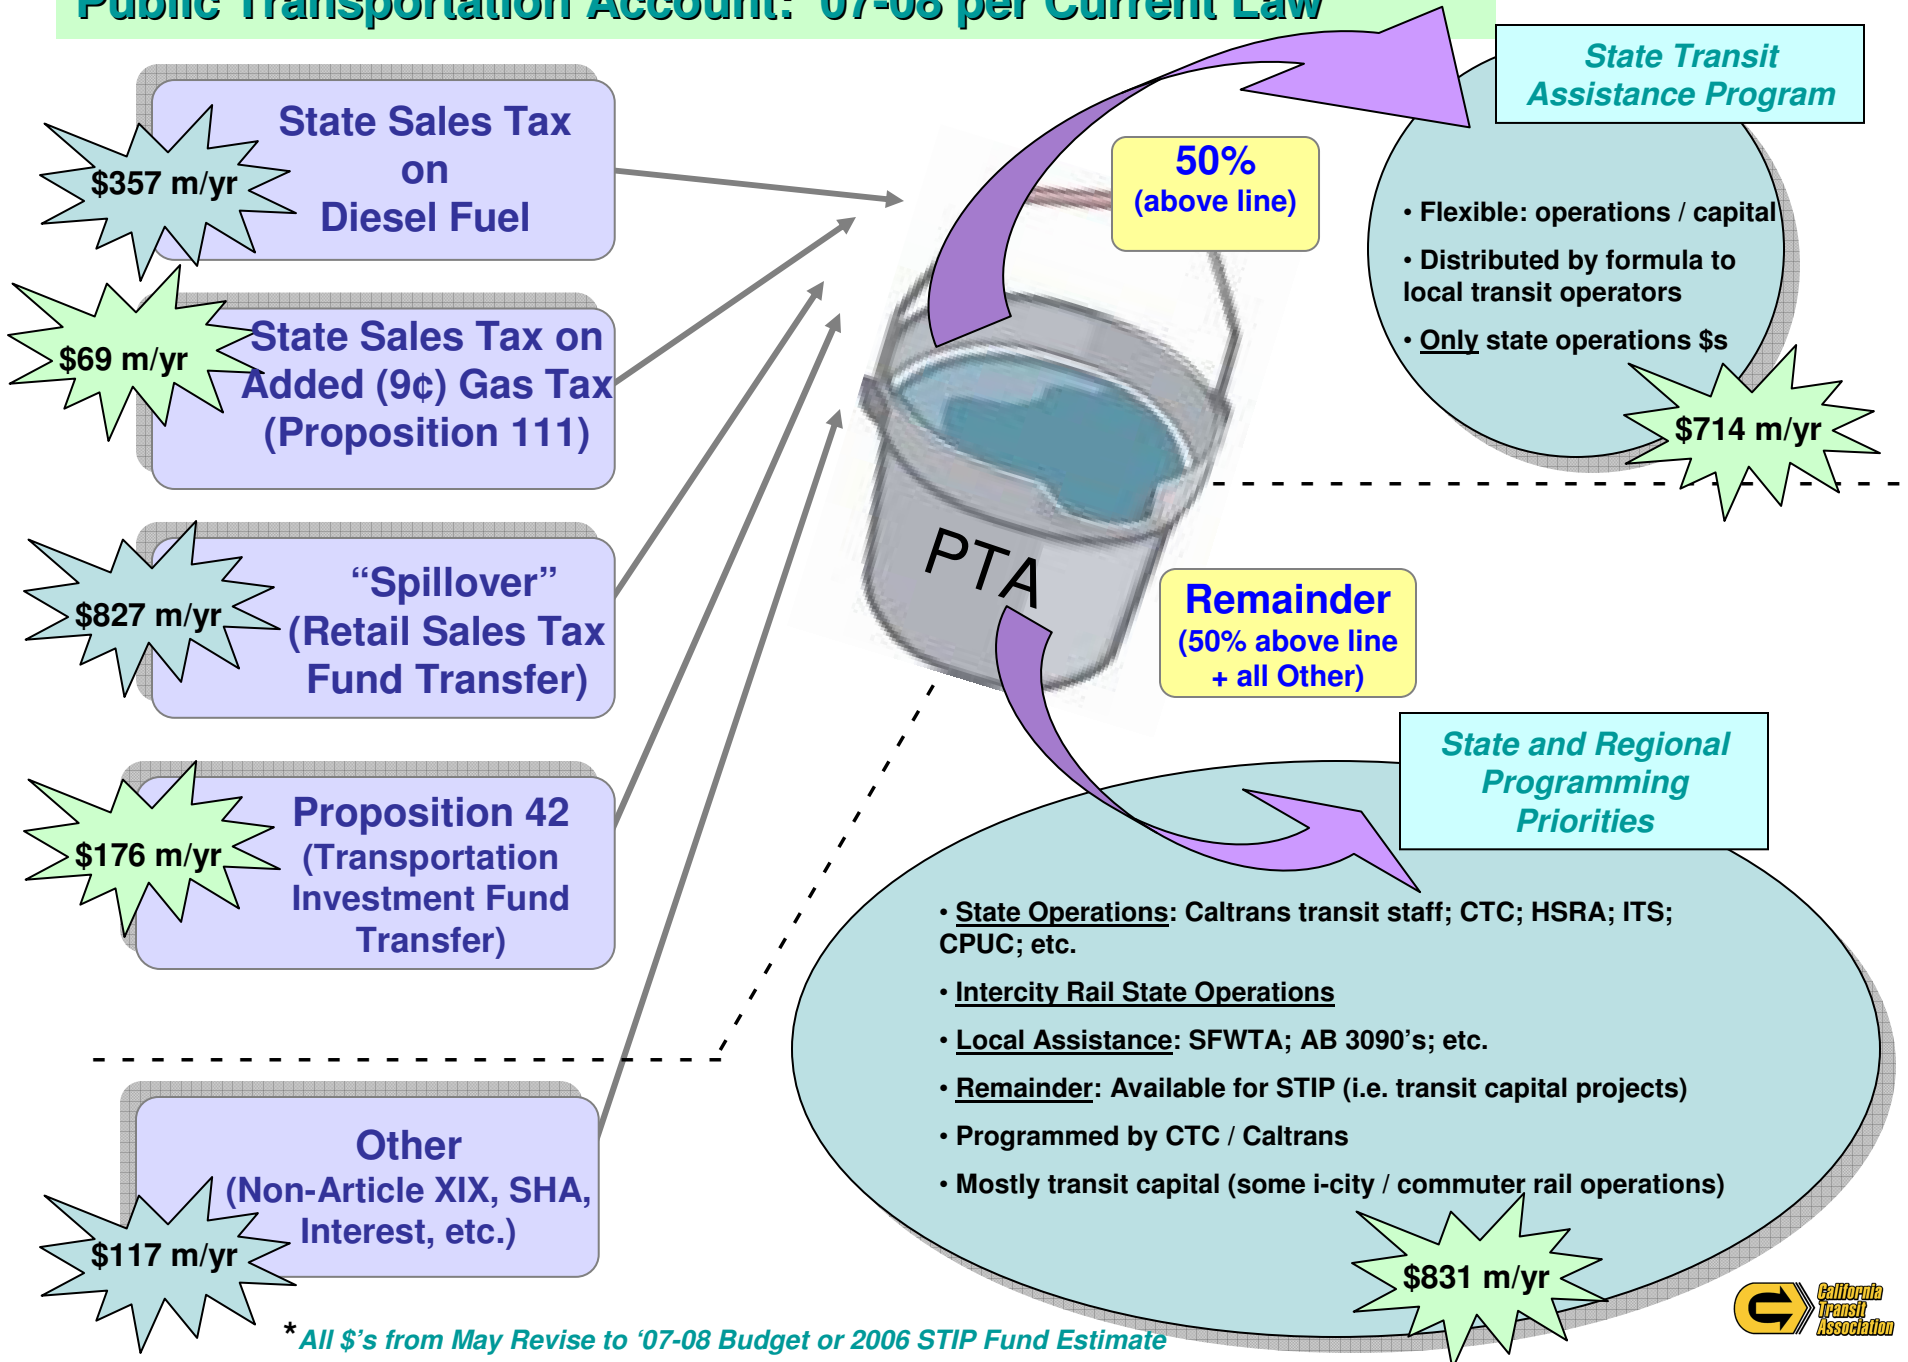 Public Transportation Account: '07-08 per Current Law
State Sales Tax
on
Diesel Fuel
$357 m/yr
State Sales Tax on
Added (9¢) Gas Tax
(Proposition 111)
$69 m/yr
“Spillover”
(Retail Sales Tax
Fund Transfer)
$827 m/yr
Proposition 42
(Transportation
Investment Fund
Transfer)
$176 m/yr
Other
(Non-Article XIX, SHA,
Interest, etc.)
$117 m/yr
PTA
50%
(above line)
State Transit
Assistance Program
• Flexible: operations / capital
• Distributed by formula to
local transit operators
• Only state operations $s
$714 m/yr
Remainder
(50% above line
+ all Other)
State and Regional
Programming
Priorities
• State Operations: Caltrans transit staff; CTC; HSRA; ITS;
CPUC; etc.
• Intercity Rail State Operations
• Local Assistance: SFWTA; AB 3090's; etc.
• Remainder: Available for STIP (i.e. transit capital projects)
• Programmed by CTC / Caltrans
• Mostly transit capital (some i-city / commuter rail operations)
$831 m/yr
*All $'s from May Revise to ‘07-08 Budget or 2006 STIP Fund Estimate
California
Transit
Association